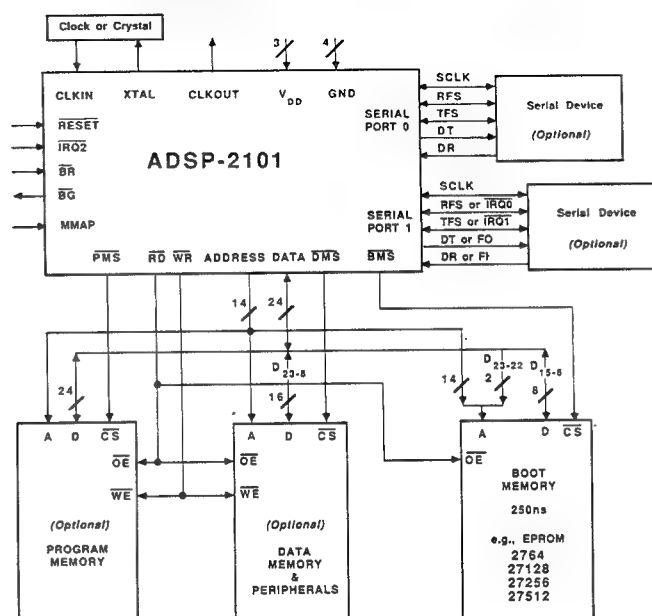 Clock or Crystal
3
4
CLKIN XTAL CLKOUT VDD GND
RESET
IRQ2
BR
BG
MMAP
ADSP-2101
SERIAL
PORT 0
SCLK
RFS
TFS
DT
DR
Serial Device
(Optional)
SERIAL
PORT 1
SCLK
RFS or IRQ0
TFS or IRQ1
DT or FO
DR or FI
Serial Device
(Optional)
PMS RD WR ADDRESS DATA DMS BMS
14
24
24
D23-8
16
14
D23-22
2
D15-8
8
A D CS
OE
WE
(Optional)
PROGRAM
MEMORY
A D CS
OE
WE
(Optional)
DATA
MEMORY
&
PERIPHERALS
A D CS
OE
BOOT
MEMORY
250ns
e.g., EPROM
2764
27128
27256
27512